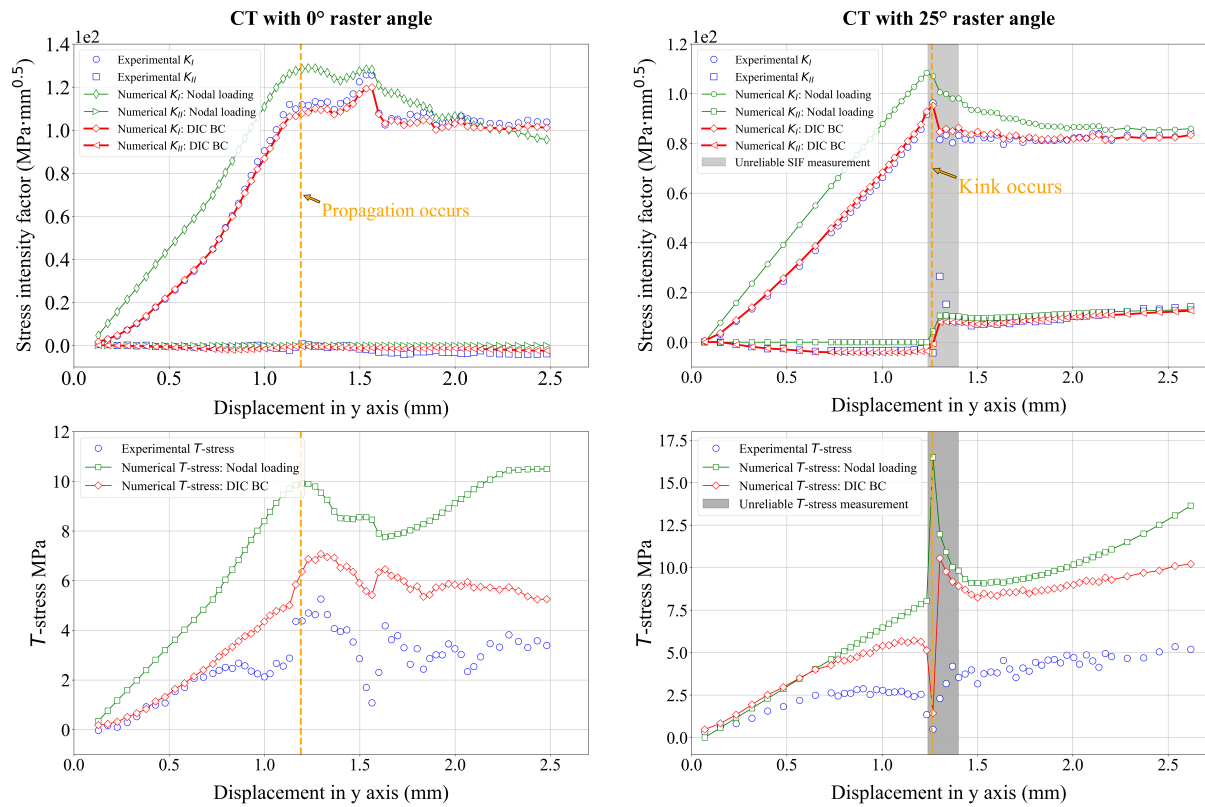 CT with 0° raster angle
1e2
1.4
1.2
1.0
0.8
0.6
0.4
0.2
0.0
Stress intensity factor (MPa·mm^0.5)
Experimental K_I
Experimental K_II
Numerical K_I: Nodal loading
Numerical K_II: Nodal loading
Numerical K_I: DIC BC
Numerical K_II: DIC BC
Propagation occurs
0.0 0.5 1.0 1.5 2.0 2.5
Displacement in y axis (mm)
CT with 25° raster angle
1e2
1.2
1.0
0.8
0.6
0.4
0.2
0.0
Stress intensity factor (MPa·mm^0.5)
Experimental K_I
Experimental K_II
Numerical K_I: Nodal loading
Numerical K_II: Nodal loading
Numerical K_I: DIC BC
Numerical K_II: DIC BC
Unreliable SIF measurement
Kink occurs
0.0 0.5 1.0 1.5 2.0 2.5
Displacement in y axis (mm)
12
10
8
6
4
2
0
T-stress MPa
Experimental T-stress
Numerical T-stress: Nodal loading
Numerical T-stress: DIC BC
0.0 0.5 1.0 1.5 2.0 2.5
Displacement in y axis (mm)
17.5
15.0
12.5
10.0
7.5
5.0
2.5
0.0
T-stress MPa
Experimental T-stress
Numerical T-stress: Nodal loading
Numerical T-stress: DIC BC
Unreliable T-stress measurement
0.0 0.5 1.0 1.5 2.0 2.5
Displacement in y axis (mm)